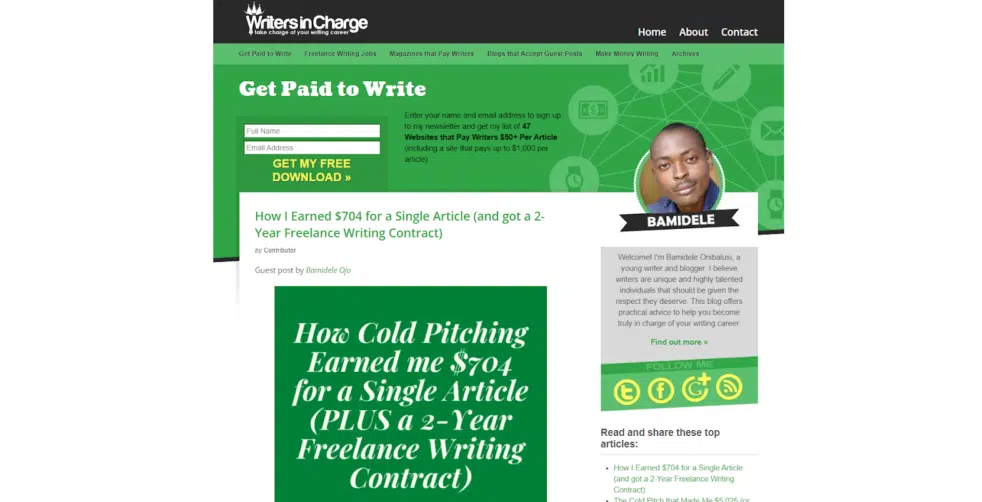 Writers in Charge
take charge of your writing career
Home About Contact
Get Paid to Write Freelance Writing Jobs Magazines that Pay Writers Blogs that Accept Guest Posts Make Money Writing Archives
Get Paid to Write
Full Name
Email Address
GET MY FREE
DOWNLOAD »
Enter your name and email address to sign up
to my newsletter and get my list of 47
Websites that Pay Writers $50+ Per Article
(including a site that pays up to $1,000 per
article)
BAMIDELE
How I Earned $704 for a Single Article (and got a 2-
Year Freelance Writing Contract)
by Contributor
Guest post by Bamidele Ojo
How Cold Pitching
Earned me $704
for a Single Article
(PLUS a 2-Year
Freelance Writing
Contract)
Welcome! I'm Bamidele Onibalusi, a
young writer and blogger. I believe
writers are unique and highly talented
individuals that should be given the
respect they deserve. This blog offers
practical advice to help you become
truly in charge of your writing career.
Find out more »
FOLLOW ME
Read and share these top
articles:
How I Earned $704 for a Single Article
(and got a 2-Year Freelance Writing
Contract)
The Cold Pitch that Made Me $5,025 (or